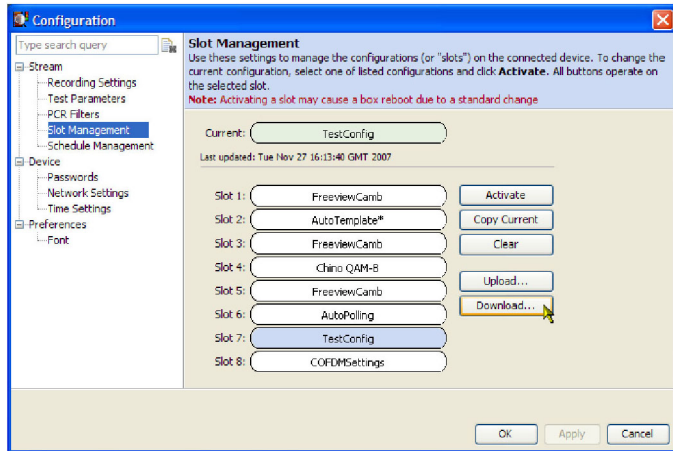 Configuration
Type search query
Stream
Recording Settings
Test Parameters
PCR Filters
Slot Management
Schedule Management
Device
Passwords
Network Settings
Time Settings
Preferences
Font
Slot Management
Use these settings to manage the configurations (or "slots") on the connected device. To change the
current configuration, select one of listed configurations and click Activate. All buttons operate on
the selected slot.
Note: Activating a slot may cause a box reboot due to a standard change
Current: TestConfig
Last updated: Tue Nov 27 16:13:40 GMT 2007
Slot 1: FreeviewCamb
Slot 2: AutoTemplate*
Slot 3: FreeviewCamb
Slot 4: Chino QAM-B
Slot 5: FreeviewCamb
Slot 6: AutoPolling
Slot 7: TestConfig
Slot 8: COFDMSettings
Activate
Copy Current
Clear
Upload...
Download...
OK
Apply
Cancel